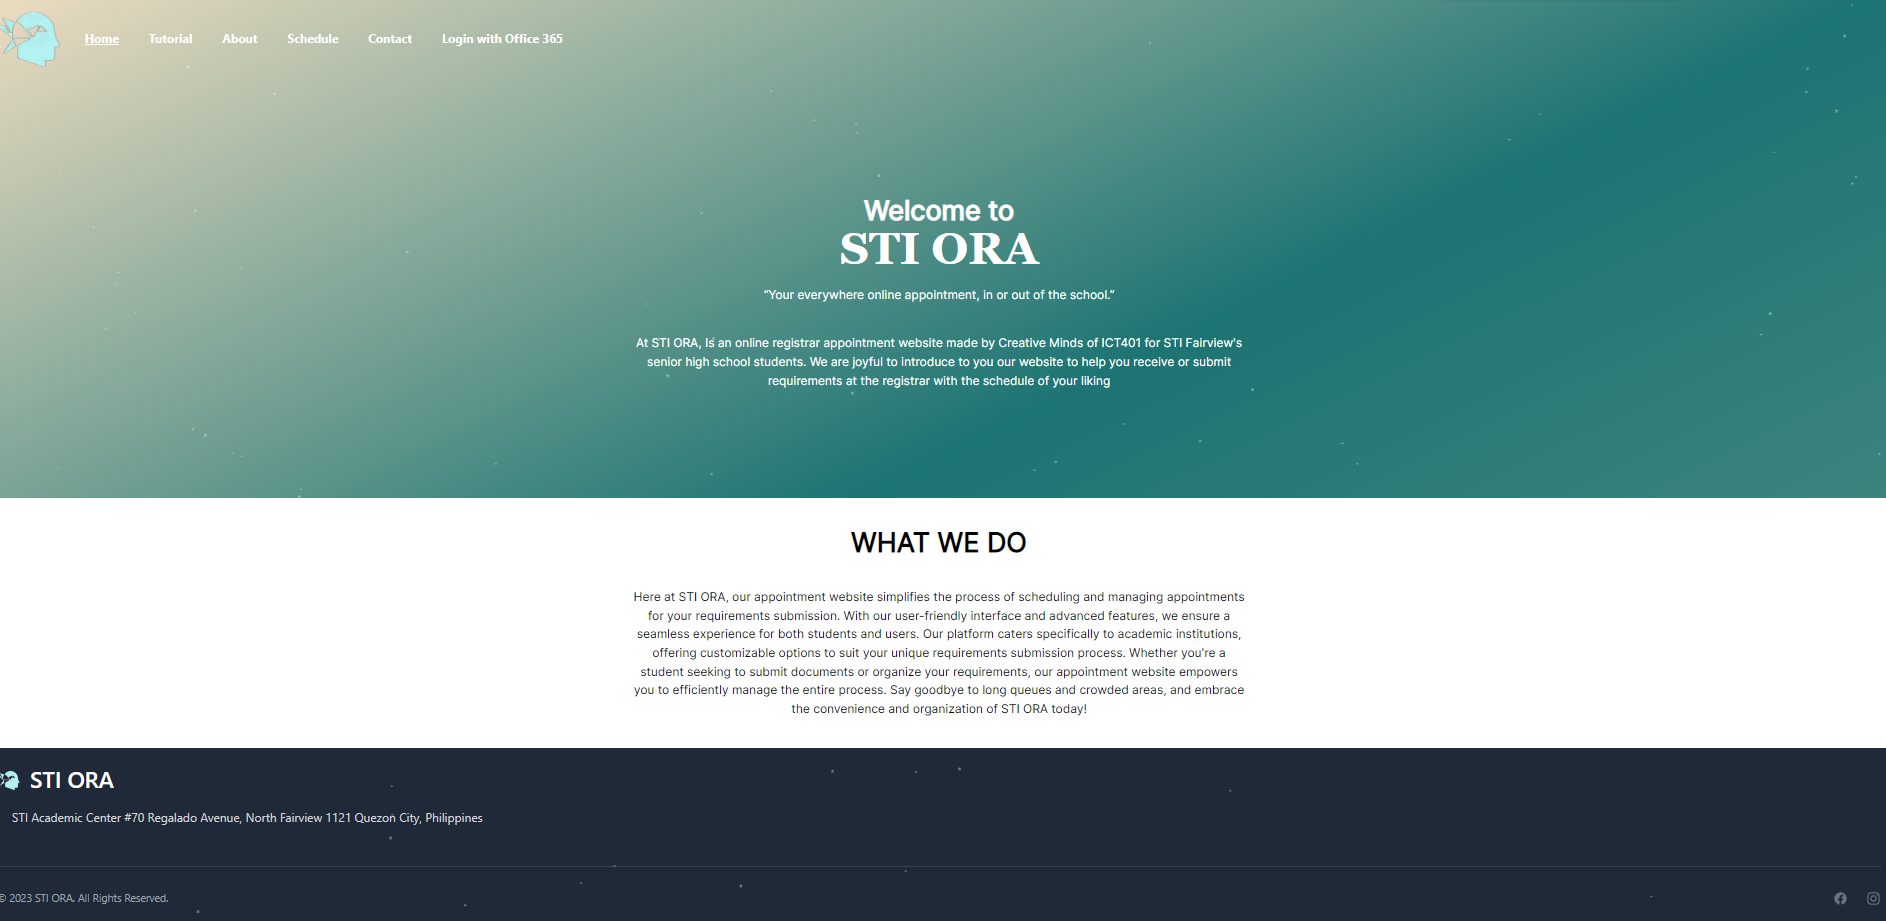 Home Tutorial About Schedule Contact Login with Office 365
Welcome to
STI ORA
“Your everywhere online appointment, in or out of the school.”
At STI ORA, Is an online registrar appointment website made by Creative Minds of ICT401 for STI Fairview's
senior high school students. We are joyful to introduce to you our website to help you receive or submit
requirements at the registrar with the schedule of your liking
WHAT WE DO
Here at STI ORA, our appointment website simplifies the process of scheduling and managing appointments
for your requirements submission. With our user-friendly interface and advanced features, we ensure a
seamless experience for both students and users. Our platform caters specifically to academic institutions,
offering customizable options to suit your unique requirements submission process. Whether you're a
student seeking to submit documents or organize your requirements, our appointment website empowers
you to efficiently manage the entire process. Say goodbye to long queues and crowded areas, and embrace
the convenience and organization of STI ORA today!
STI ORA
STI Academic Center #70 Regalado Avenue, North Fairview 1121 Quezon City, Philippines
© 2023 STI ORA. All Rights Reserved.